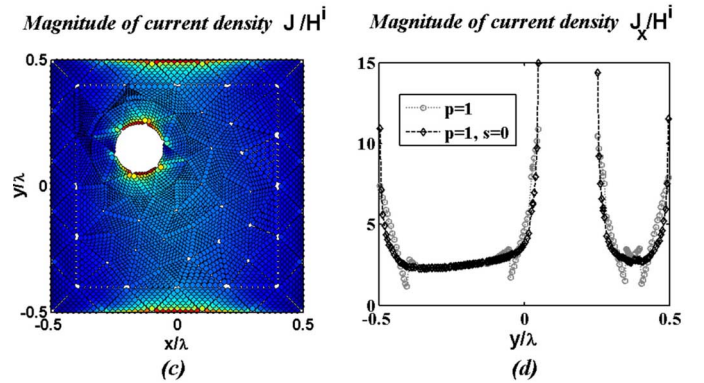 Magnitude of current density J /H^i
0.5
0
-0.5
y/λ
-0.5
0
0.5
x/λ
(c)
Magnitude of current density J_x/H^i
15
10
5
0
p=1
p=1, s=0
-0.5
0
0.5
y/λ
(d)